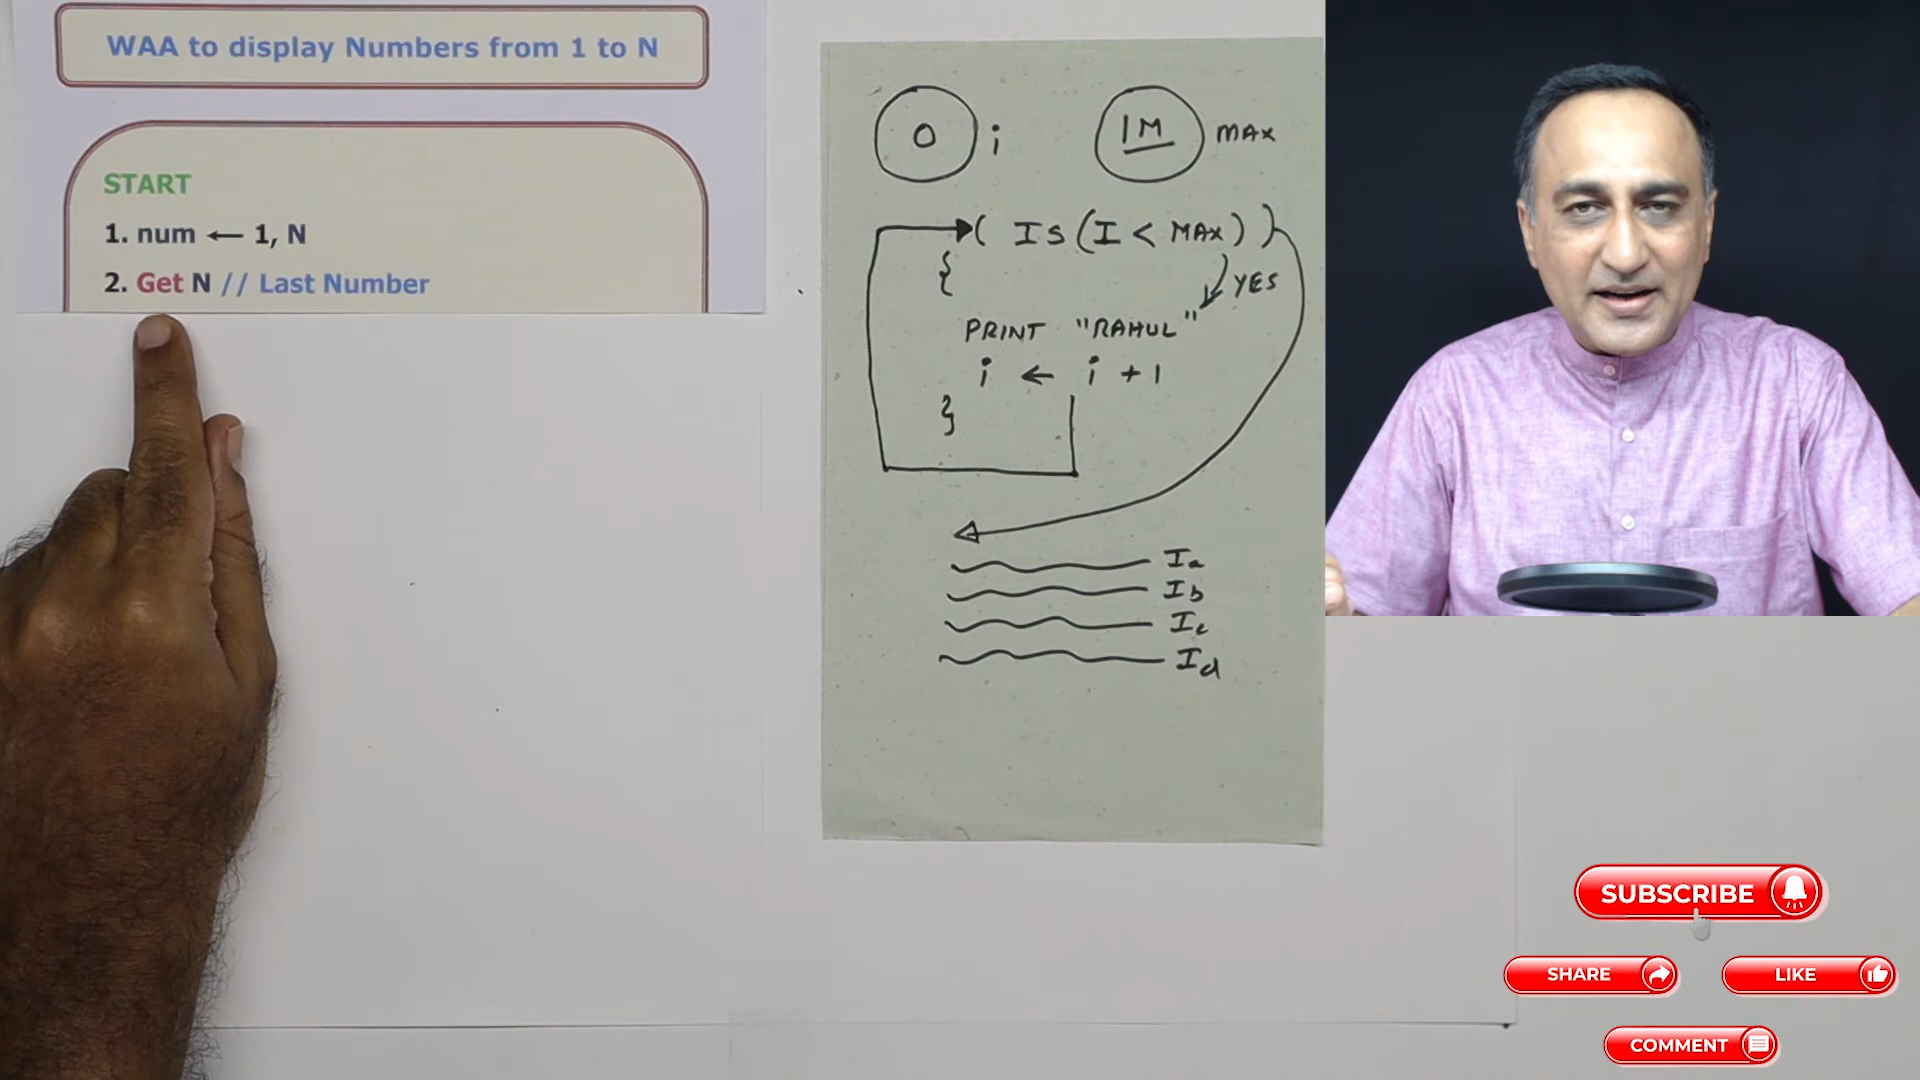 WAA to display Numbers from 1 to N
START
1. num ← 1, N
2. Get N // Last Number
0 i 1M MAX
( IS (I < MAX) )
{
YES
PRINT "RAHUL"
i ← i + 1
}
Ia
Ib
Ic
Id
SUBSCRIBE
SHARE
LIKE
COMMENT